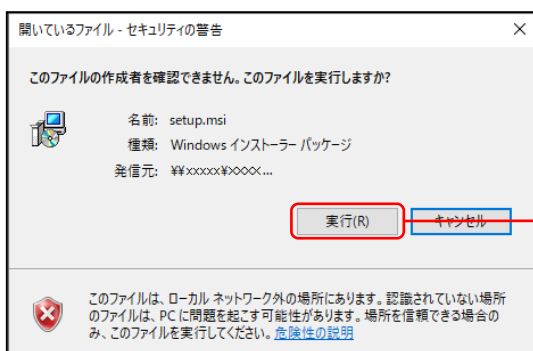 開いているファイル - セキュリティの警告
このファイルの作成者を確認できません。このファイルを実行しますか?
名前: setup.msi
種類: Windows インストーラー パッケージ
発信元: ¥¥xxxxx¥xxxx...
実行(R) キャンセル
このファイルは、ローカル ネットワーク外の場所にあります。認識されていない場所
のファイルは、PC に問題を起こす可能性があります。場所を信頼できる場合の
み、このファイルを実行してください。危険性の説明